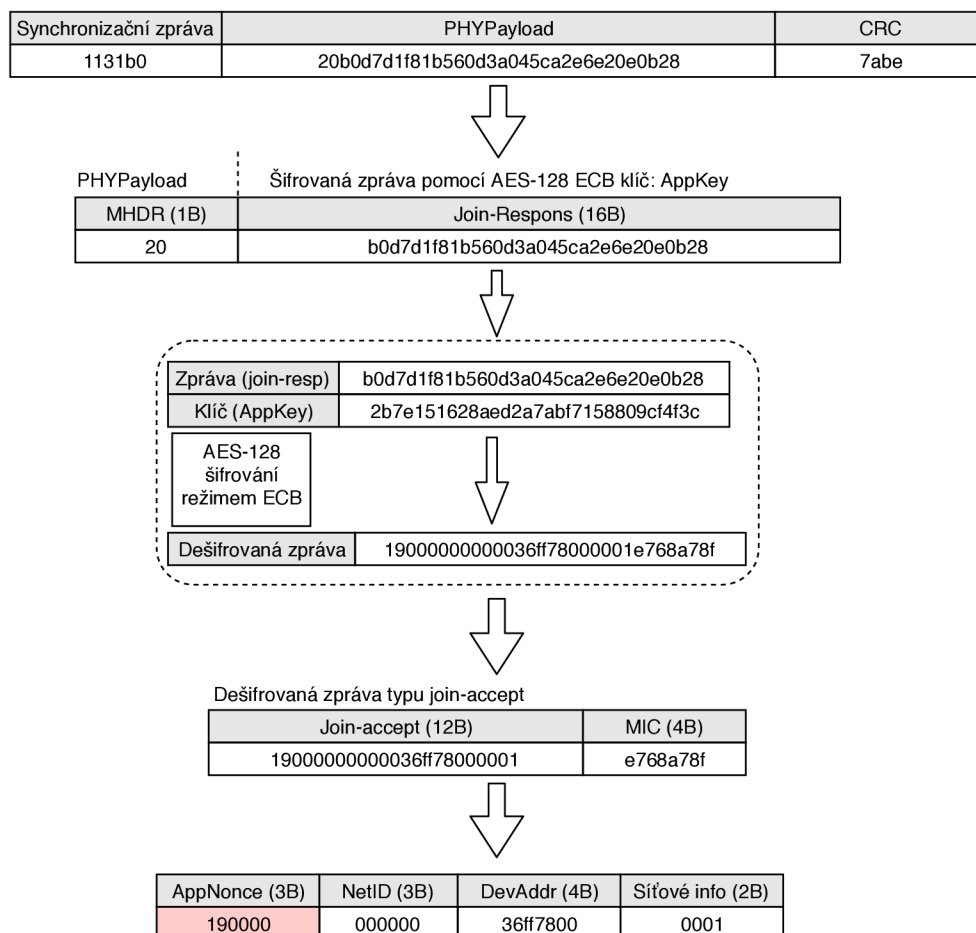 Synchronizační zpráva PHYPayload CRC
1131b0 20b0d7d1f81b560d3a045ca2e6e20e0b28 7abe
PHYPayload Šifrovaná zpráva pomocí AES-128 ECB klíč: AppKey
MHDR (1B) Join-Respons (16B)
20 b0d7d1f81b560d3a045ca2e6e20e0b28
Zpráva (join-resp) b0d7d1f81b560d3a045ca2e6e20e0b28
Klíč (AppKey) 2b7e151628aed2a7abf7158809cf4f3c
AES-128
šifrování
režimem ECB
Dešifrovaná zpráva 19000000000036ff78000001e768a78f
Dešifrovaná zpráva typu join-accept
Join-accept (12B) MIC (4B)
19000000000036ff78000001 e768a78f
AppNonce (3B) NetID (3B) DevAddr (4B) Síťové info (2B)
190000 000000 36ff7800 0001